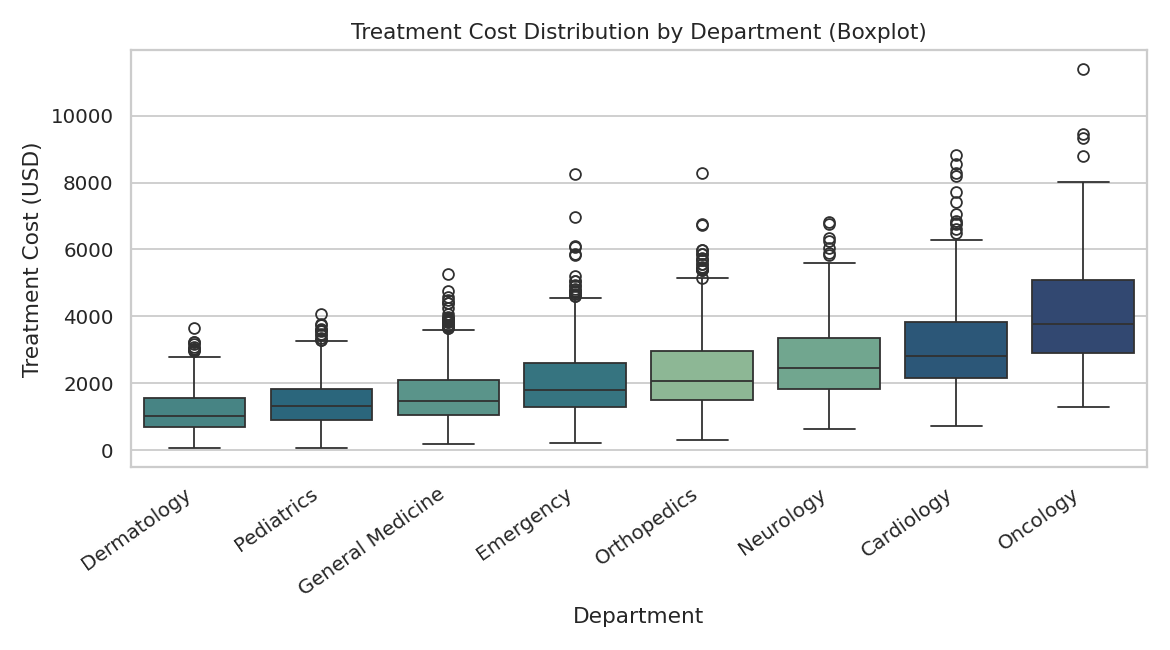 Treatment Cost Distribution by Department (Boxplot)
Treatment Cost (USD)
10000
8000
6000
4000
2000
0
Dermatology
Pediatrics
General Medicine
Emergency
Orthopedics
Neurology
Cardiology
Oncology
Department